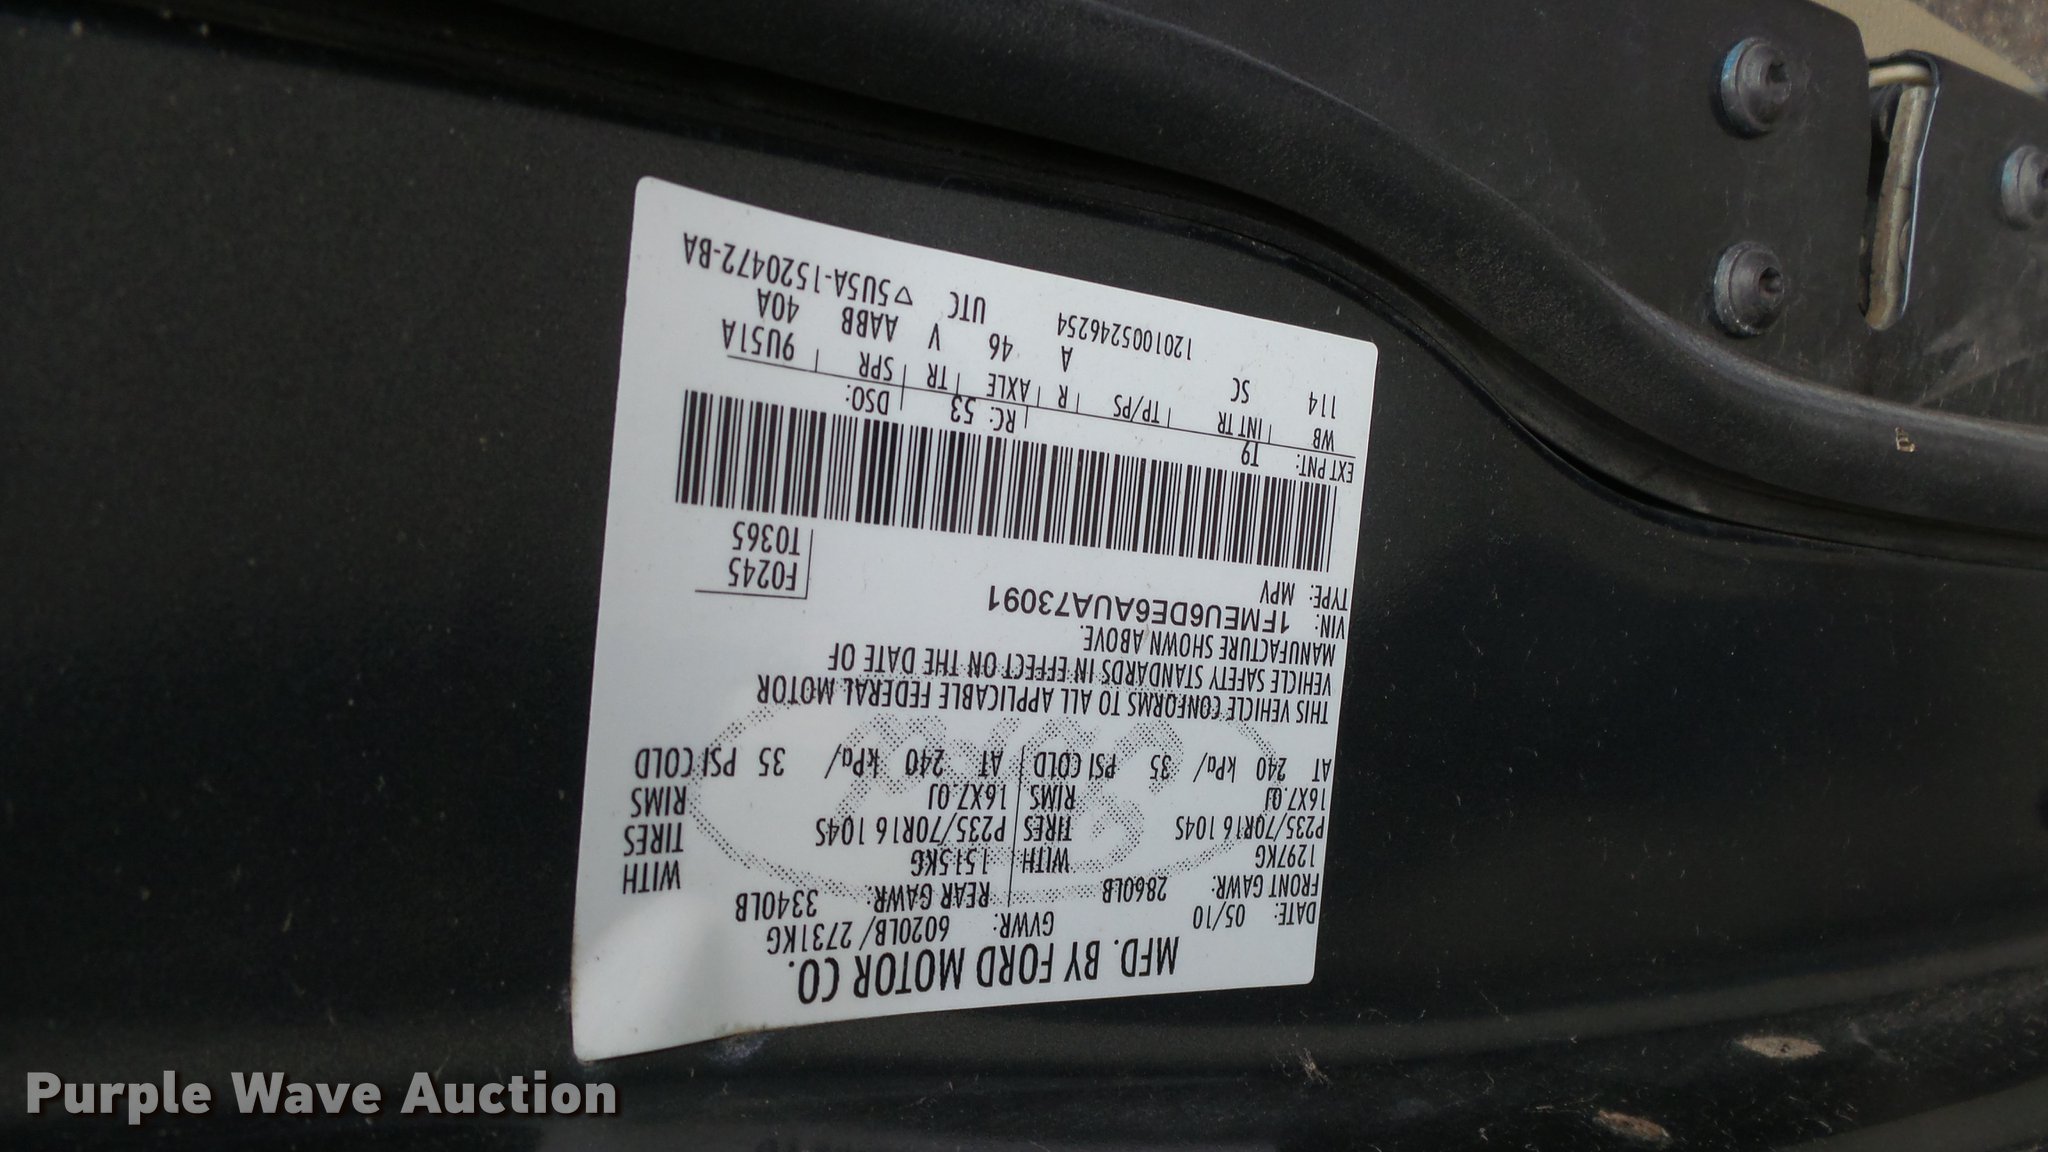 MFD. BY FORD MOTOR CO.
DATE: 05/10 GVWR: 6020LB/ 2731KG
FRONT GAWR: 2860LB REAR GAWR: 3340LB
1297KG WITH 1515KG WITH
P235/70R16 104S TIRES P235/70R16 104S TIRES
16X7.0J RIMS 16X7.0J RIMS
AT 240 kPa/ 35 PSI COLD AT 240 kPa/ 35 PSI COLD
THIS VEHICLE CONFORMS TO ALL APPLICABLE FEDERAL MOTOR
VEHICLE SAFETY STANDARDS IN EFFECT ON THE DATE OF
MANUFACTURE SHOWN ABOVE.
VIN: 1FMEU6DE6AUA73091
TYPE: MPV
F0245
T0365
EXT PNT: T9 RC: 53 DSO:
WB INT TR TP/PS R AXLE TR SPR 9U51A
114 SC A 46 V AABB 40A
1201005246254 UTC ▽5U5A-1520472-BA
Purple Wave Auction